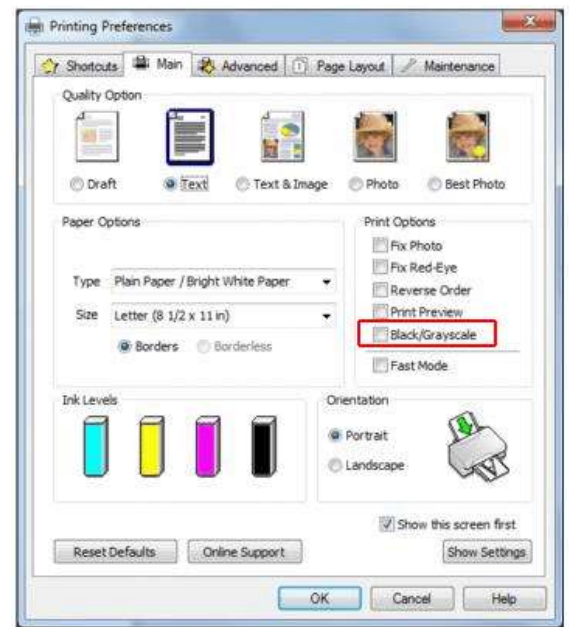 Printing Preferences
Shortcuts Main Advanced Page Layout Maintenance
Quality Option
Draft Text Text & Image Photo Best Photo
Paper Options
Type Plain Paper / Bright White Paper
Size Letter (8 1/2 x 11 in)
Borders Borderless
Print Options
Fix Photo
Fix Red-Eye
Reverse Order
Print Preview
Black/Grayscale
Fast Mode
Ink Levels
Orientation
Portrait
Landscape
Show this screen first
Reset Defaults Online Support Show Settings
OK Cancel Help